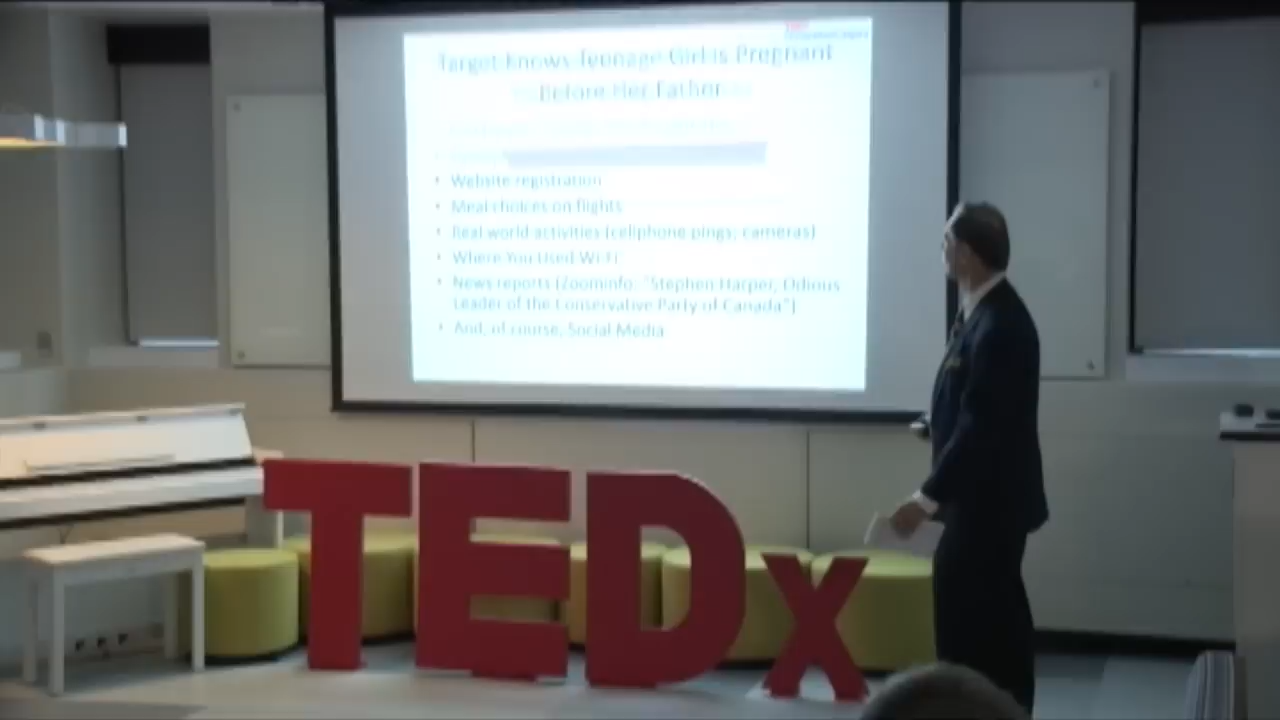 Target Knows Teenage Girl is Pregnant
Before Her Father
• Website registration
• Meal choices on flights
• Real world activities (cellphone pings, cameras)
• Where You Used Wi-Fi
• News reports (Zoominfo: "Stephen Harper, Odious
Leader of the Conservative Party of Canada")
• And, of course, Social Media
TEDx